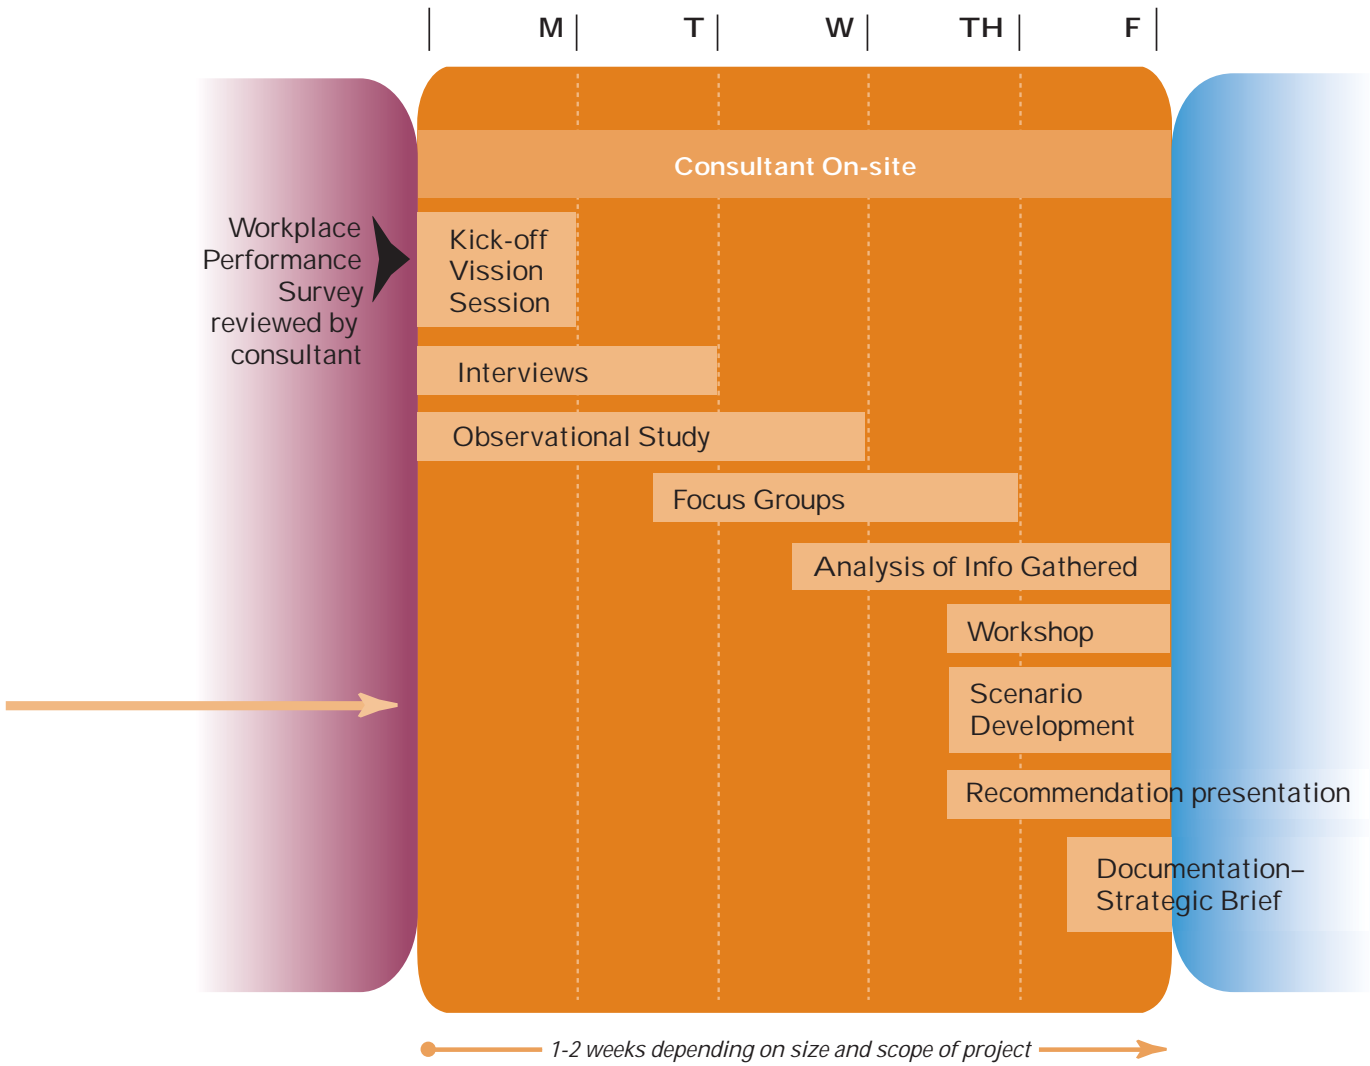 M T W TH F
Consultant On-site
Workplace
Performance
Survey
reviewed by
consultant
Kick-off
Vission
Session
Interviews
Observational Study
Focus Groups
Analysis of Info Gathered
Workshop
Scenario
Development
Recommendation presentation
Documentation–
Strategic Brief
1-2 weeks depending on size and scope of project